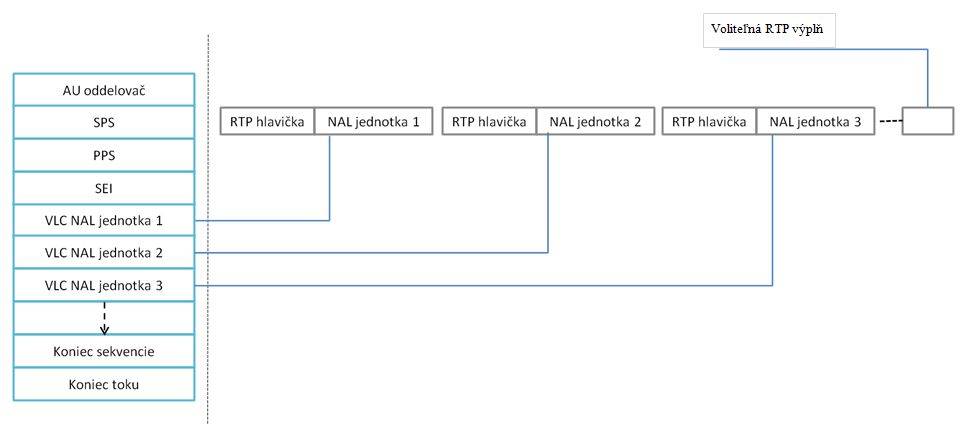 Voliteľná RTP výplň
AU oddelovač
SPS
PPS
SEI
VLC NAL jednotka 1
VLC NAL jednotka 2
VLC NAL jednotka 3
Koniec sekvencie
Koniec toku
RTP hlavička NAL jednotka 1 RTP hlavička NAL jednotka 2 RTP hlavička NAL jednotka 3